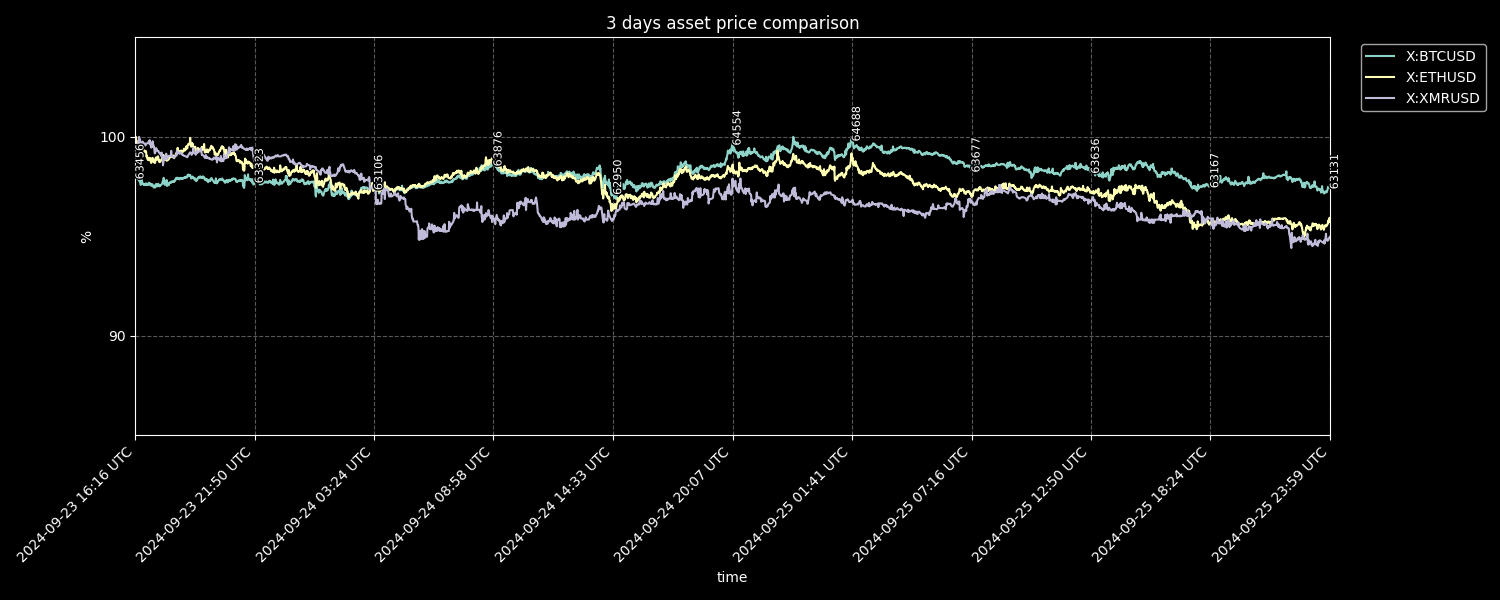 3 days asset price comparison
X:BTCUSD
X:ETHUSD
X:XMRUSD
100
90
%
63456
63323
63106
63876
62950
64554
64688
63677
63636
63167
63131
2024-09-23 16:16 UTC
2024-09-23 21:50 UTC
2024-09-24 03:24 UTC
2024-09-24 08:58 UTC
2024-09-24 14:33 UTC
2024-09-24 20:07 UTC
2024-09-25 01:41 UTC
2024-09-25 07:16 UTC
2024-09-25 12:50 UTC
2024-09-25 18:24 UTC
2024-09-25 23:59 UTC
time